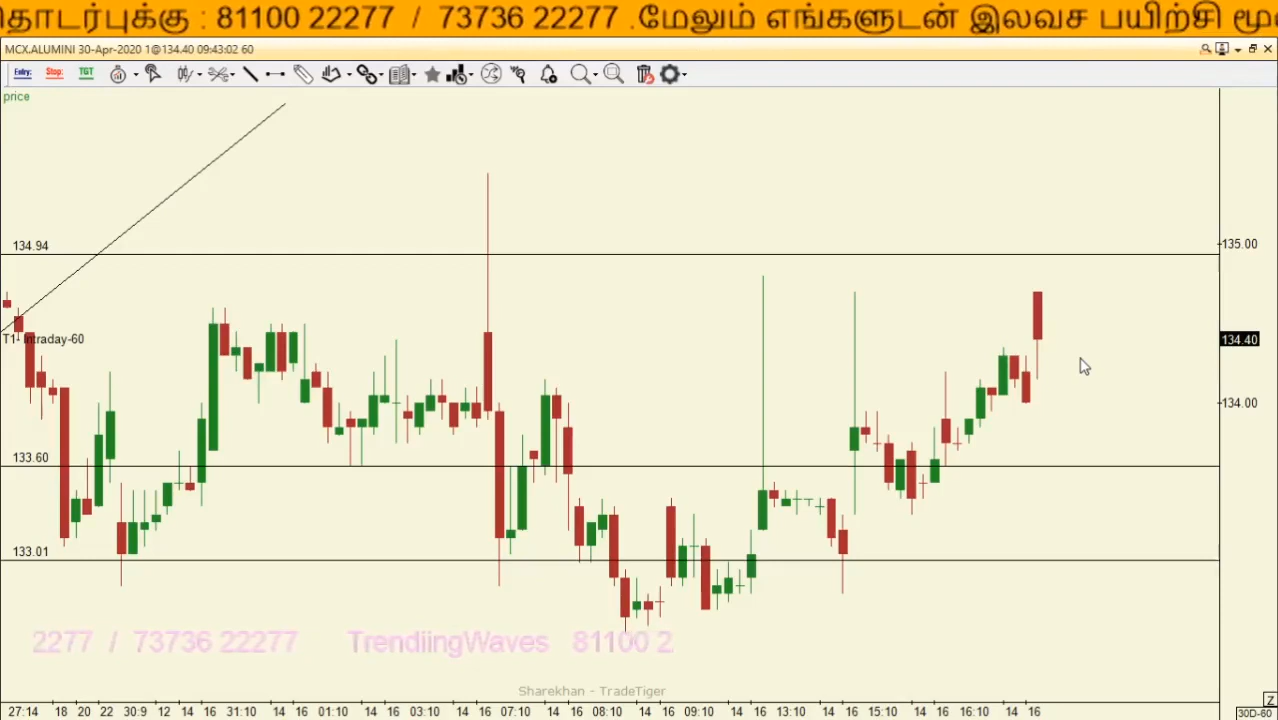 தொடர்புக்கு : 81100 22277 / 73736 22277 .மேலும் எங்களுடன் இலவச பயிற்சி
MCX.ALUMINI 30-Apr-2020 1@134.40 09:43:02 60
Entry: Stop: TGT
price
134.94
135.00
T1- Intraday-60
134.40
134.00
133.60
133.01
2277 / 73736 22277 TrendiingWaves 81100 2
Sharekhan - TradeTiger
Z
27:14 18 20 22 30:9 12 14 16 31:10 14 16 01:10 14 16 03:10 14 16 07:10 14 16 08:10 14 16 09:10 14 16 13:10 14 16 15:10 14 16 16:10 14 16 30D-60